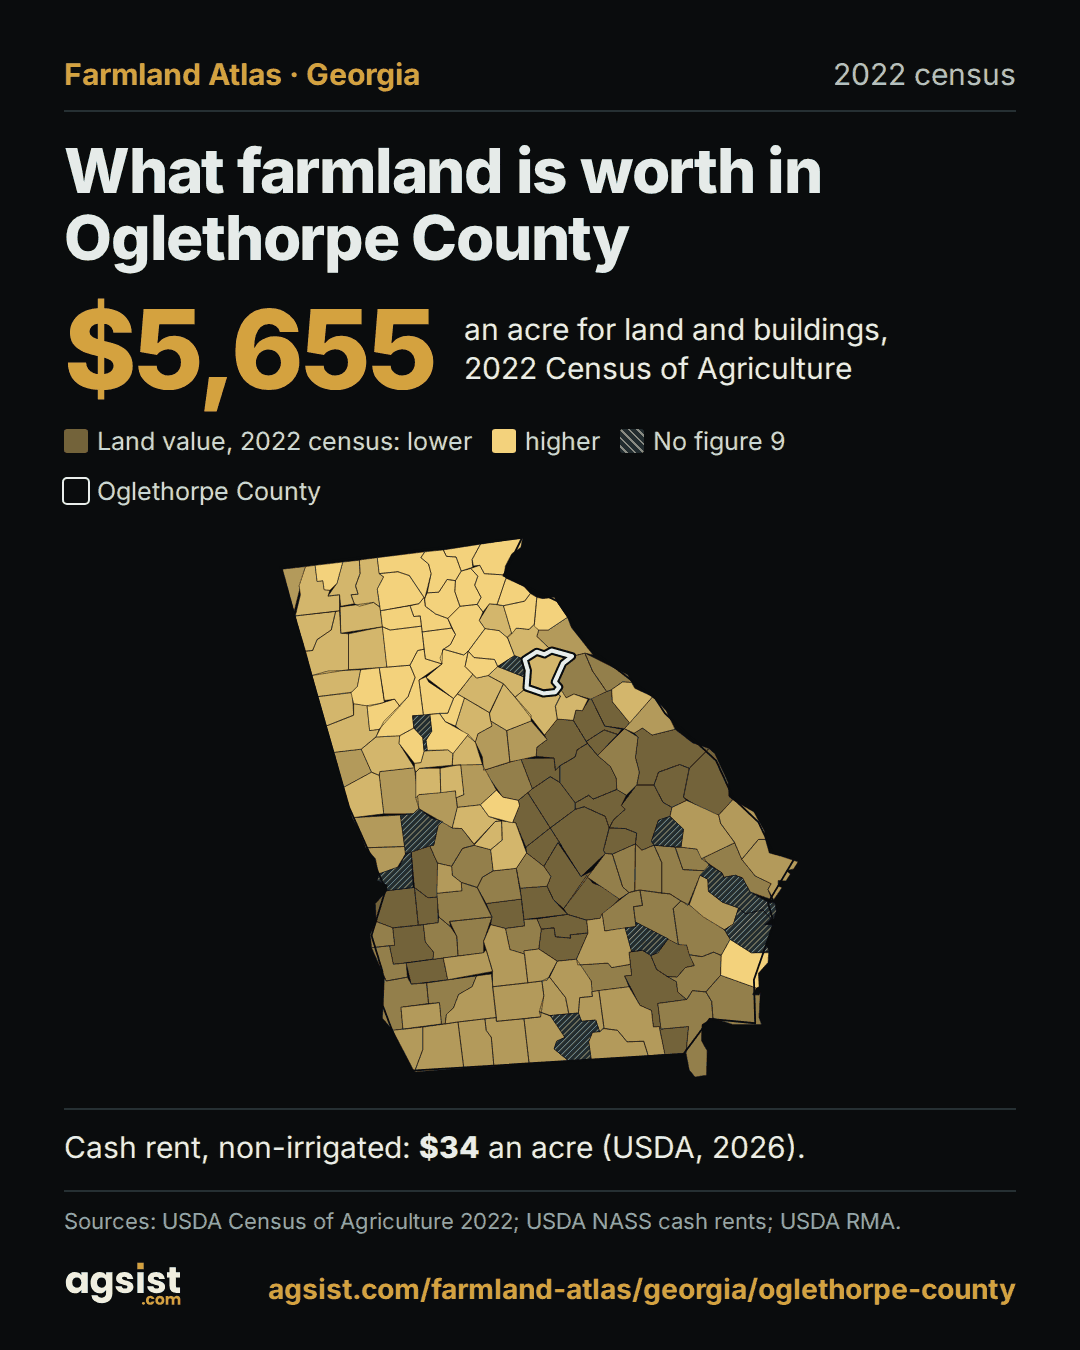 Farmland Atlas · Georgia
2022 census
What farmland is worth in
Oglethorpe County
$5,655
an acre for land and buildings,
2022 Census of Agriculture
Land value, 2022 census: lower
higher
No figure 9
Oglethorpe County
Cash rent, non-irrigated: $34 an acre (USDA, 2026).
Sources: USDA Census of Agriculture 2022; USDA NASS cash rents; USDA RMA.
agsist
.com
agsist.com/farmland-atlas/georgia/oglethorpe-county